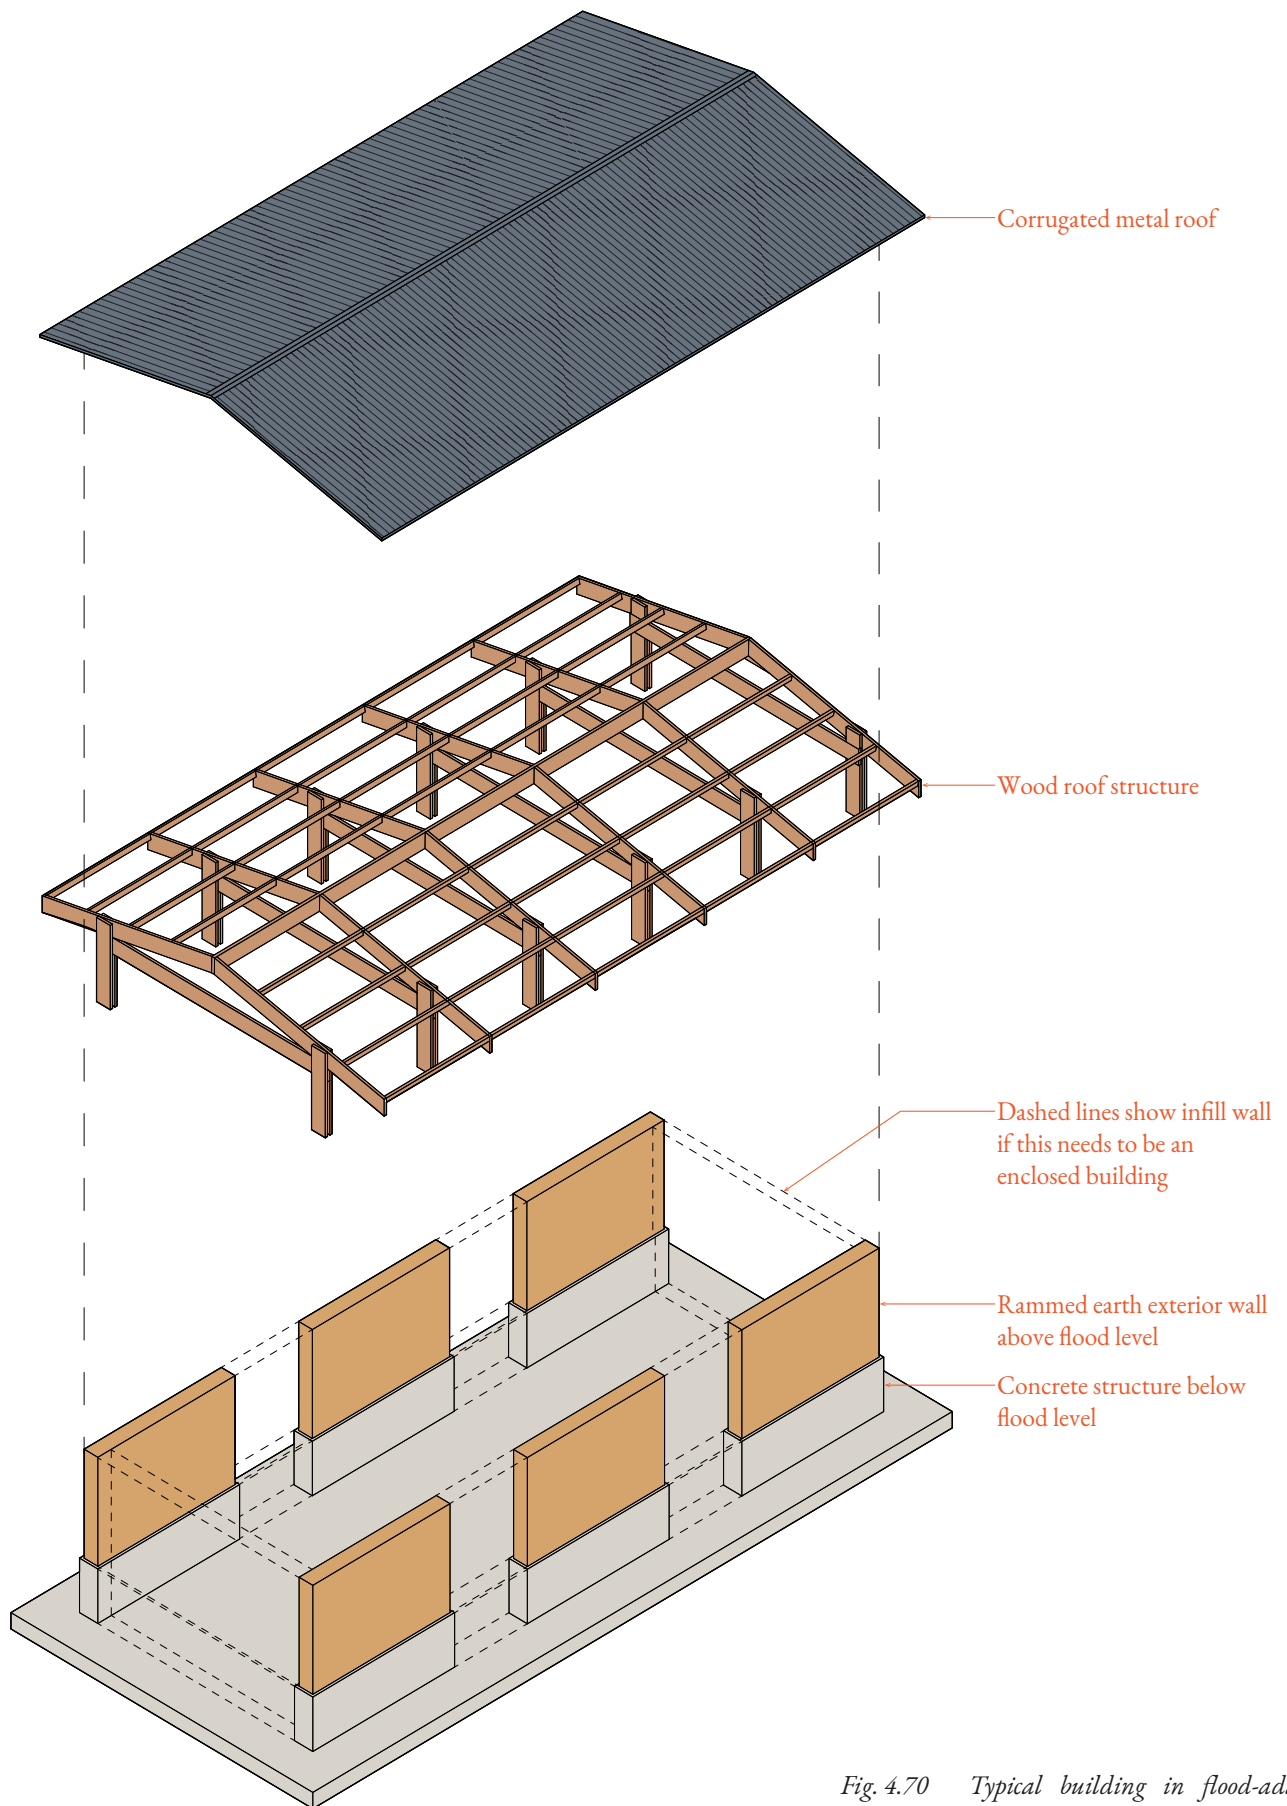 Corrugated metal roof
Wood roof structure
Dashed lines show infill wall
if this needs to be an
enclosed building
Rammed earth exterior wall
above flood level
Concrete structure below
flood level
Fig. 4.70 Typical building in